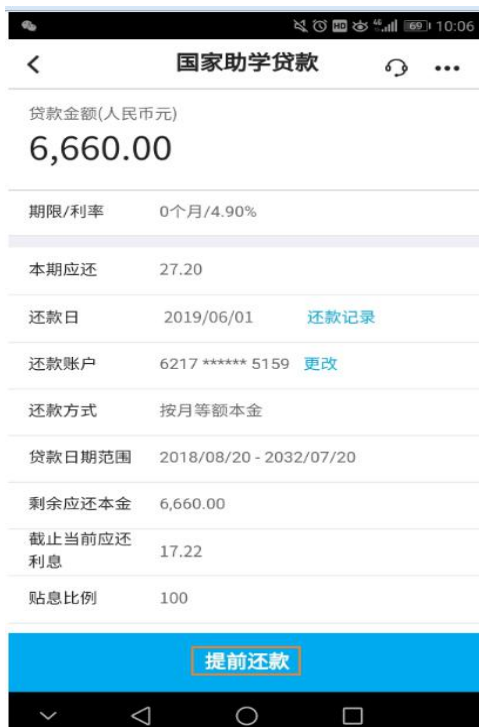 HD 46 69 10:06
国家助学贷款
贷款金额(人民币元)
6,660.00
期限/利率 0个月/4.90%
本期应还 27.20
还款日 2019/06/01 还款记录
还款账户 6217 ****** 5159 更改
还款方式 按月等额本金
贷款日期范围 2018/08/20 - 2032/07/20
剩余应还本金 6,660.00
截止当前应还
利息 17.22
贴息比例 100
提前还款